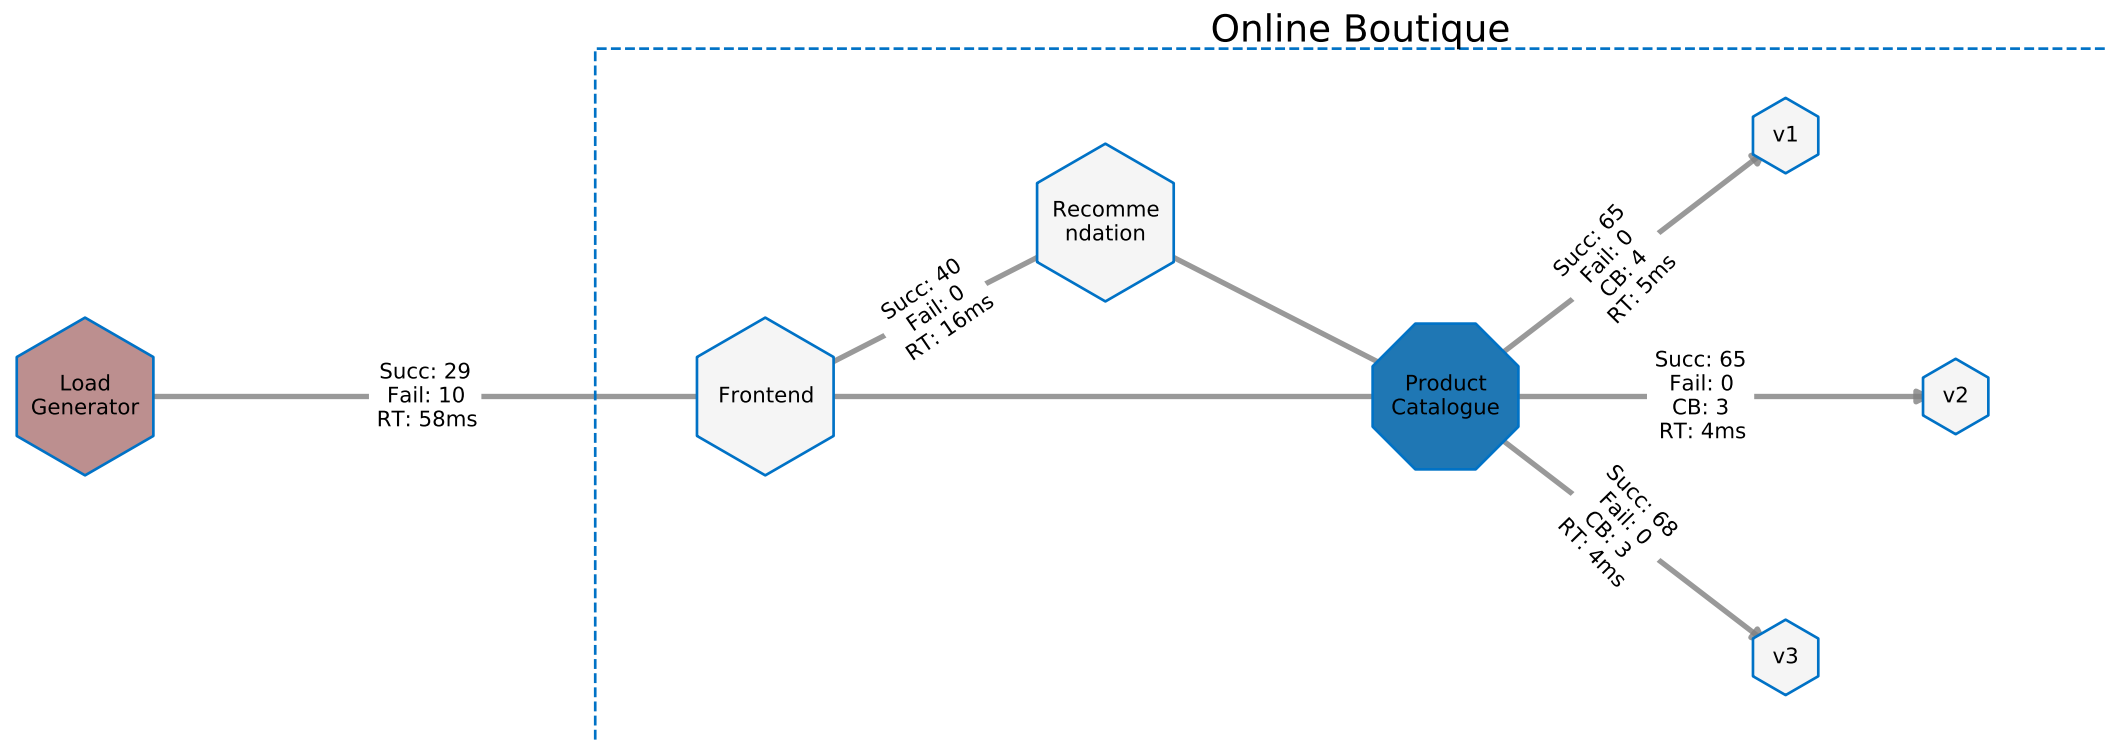 Online Boutique
Load
Generator
Succ: 29
Fail: 10
RT: 58ms
Frontend
Succ: 40
Fail: 0
RT: 16ms
Recomme
ndation
Product
Catalogue
Succ: 65
Fail: 0
CB: 4
RT: 5ms
v1
Succ: 65
Fail: 0
CB: 3
RT: 4ms
v2
Succ: 68
Fail: 0
CB: 3
RT: 4ms
v3